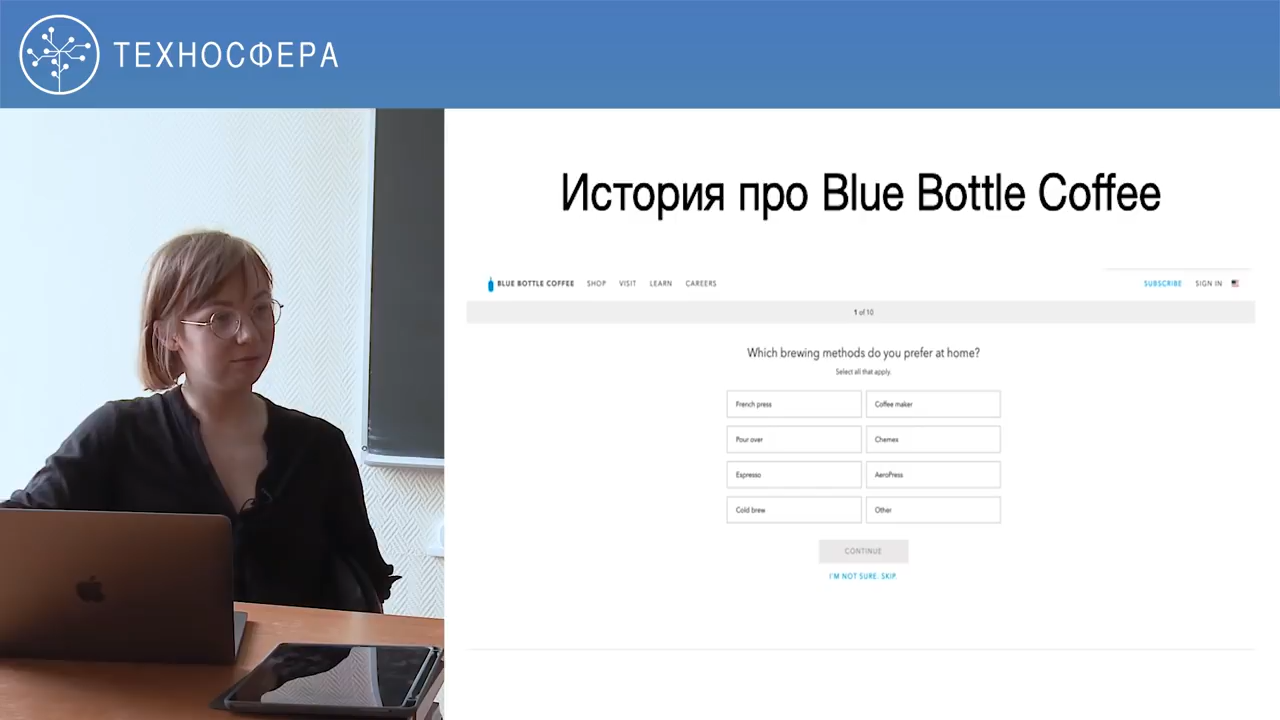 ТЕХНОСФЕРА
История про Blue Bottle Coffee
BLUE BOTTLE COFFEE SHOP VISIT LEARN CAREERS SUBSCRIBE SIGN IN
1 of 10
Which brewing methods do you prefer at home?
Select all that apply.
French press Coffee maker
Pour over Chemex
Espresso AeroPress
Cold brew Other
CONTINUE
I'M NOT SURE. SKIP.